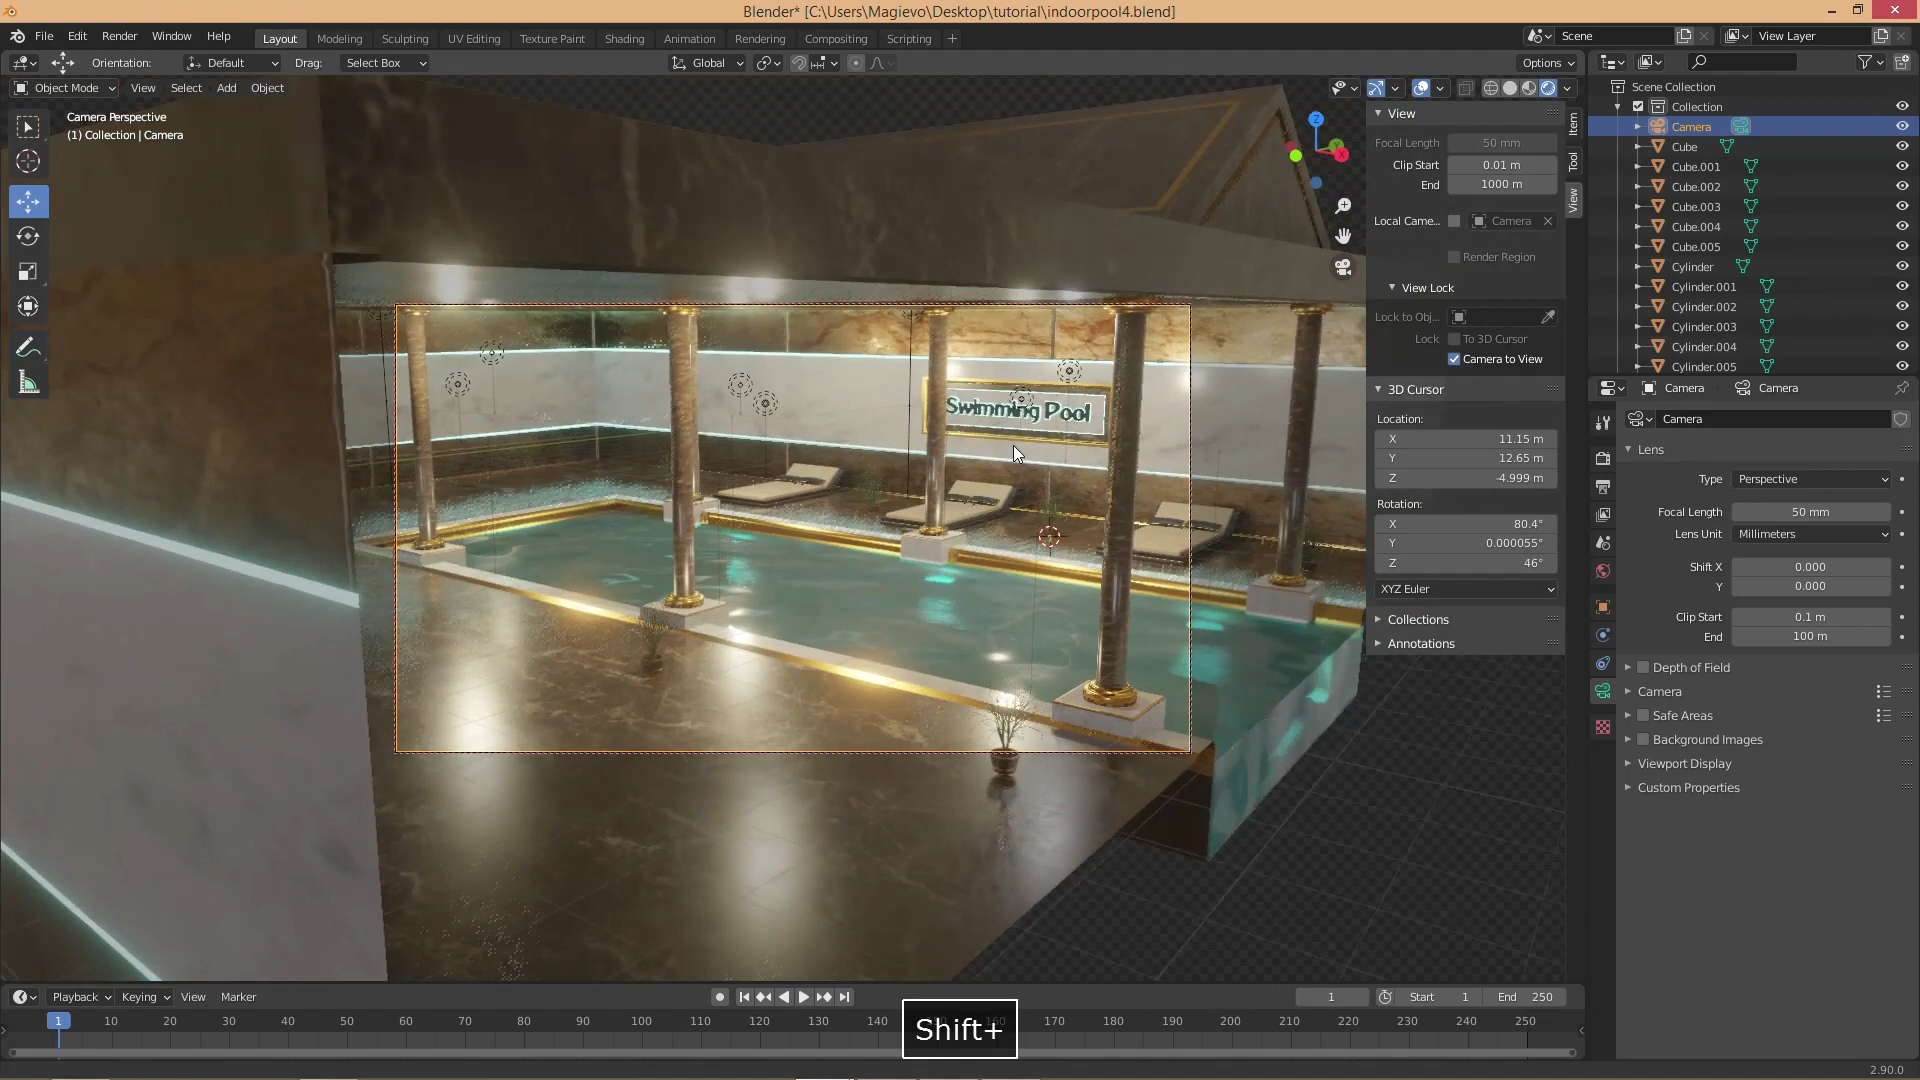 Blender* [C:\Users\Magievo\Desktop\tutorial\indoorpool4.blend]
File Edit Render Window Help
Layout Modeling Sculpting UV Editing Texture Paint Shading Animation Rendering Compositing Scripting
Scene
View Layer
Orientation: Default Drag: Select Box
Global
Options
Object Mode View Select Add Object
Camera Perspective
(1) Collection | Camera
Swimming Pool
View
Focal Length 50 mm
Clip Start 0.01 m
End 1000 m
Local Came... Camera
Render Region
View Lock
Lock to Obj...
Lock To 3D Cursor
Camera to View
3D Cursor
Location:
X 11.15 m
Y 12.65 m
Z -4.999 m
Rotation:
X 80.4°
Y 0.000055°
Z 46°
XYZ Euler
Collections
Annotations
Item
Tool
View
Z
Y
X
Scene Collection
Collection
Camera
Cube
Cube.001
Cube.002
Cube.003
Cube.004
Cube.005
Cylinder
Cylinder.001
Cylinder.002
Cylinder.003
Cylinder.004
Cylinder.005
Camera Camera
Camera
Lens
Type Perspective
Focal Length 50 mm
Lens Unit Millimeters
Shift X 0.000
Y 0.000
Clip Start 0.1 m
End 100 m
Depth of Field
Camera
Safe Areas
Background Images
Viewport Display
Custom Properties
Playback Keying View Marker
1 Start 1 End 250
1 10 20 30 40 50 60 70 80 90 100 110 120 130 140 160 170 180 190 200 210 220 230 240 250
Shift+
2.90.0